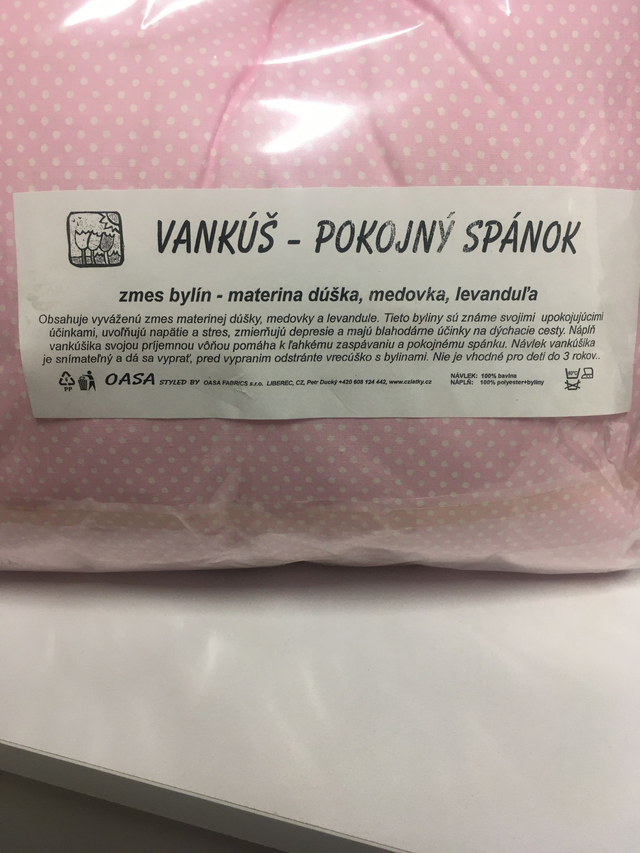 VANKÚŠ - POKOJNÝ SPÁNOK
zmes bylín - materina dúška, medovka, levanduľa
Obsahuje vyváženú zmes materinej dúšky, medovky a levandule. Tieto byliny sú známe svojimi upokojujúcimi
účinkami, uvoľňujú napätie a stres, zmierňujú depresie a majú blahodárne účinky na dýchacie cesty. Náplň
vankúšika svojou príjemnou vôňou pomáha k ľahkému zaspávaniu a pokojnému spánku. Návlek vankúšika
je snímateľný a dá sa vyprať, pred vypraním odstránte vrecúško s bylinami. Nie je vhodné pro deti do 3 rokov..
PP OASA STYLED BY OASA FABRICS s.r.o. LIBEREC, CZ, Petr Ducký +420 608 124 442, www.czlatky.cz
NÁVLEK: 100% bavlna
NÁPLŇ: 100% polyester+byliny